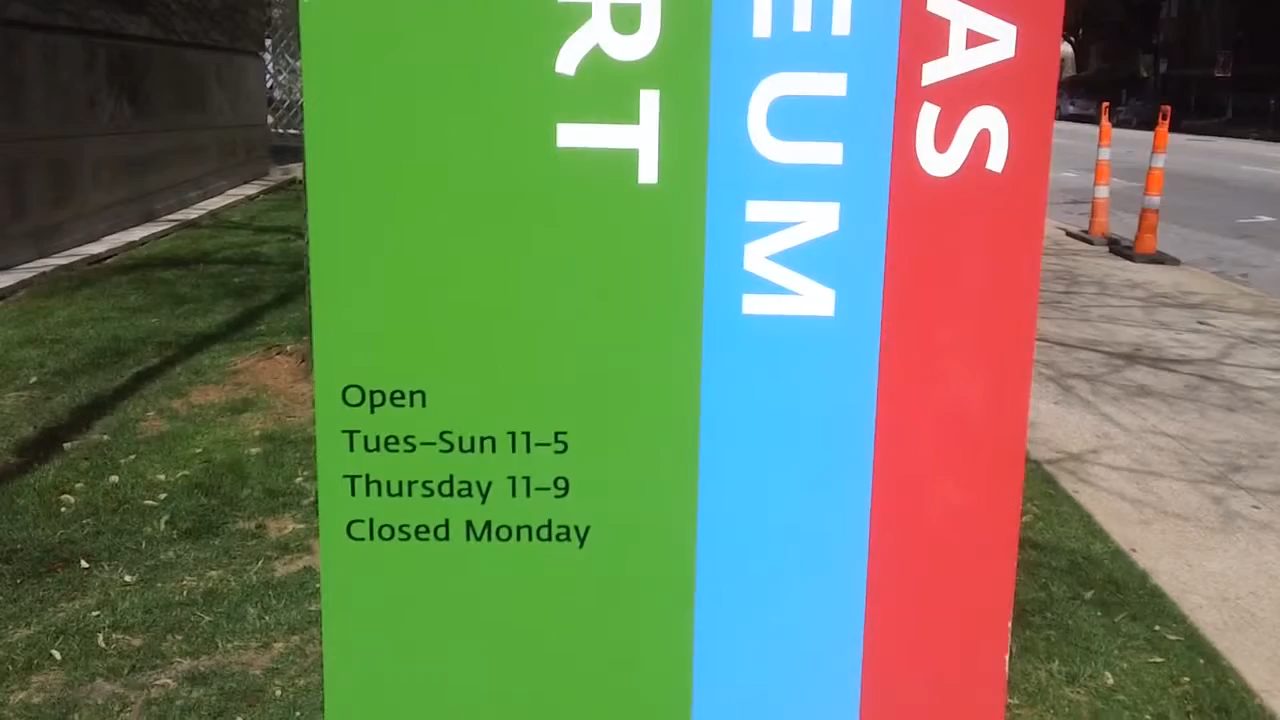 RT
EUM
AS
Open
Tues–Sun 11–5
Thursday 11–9
Closed Monday